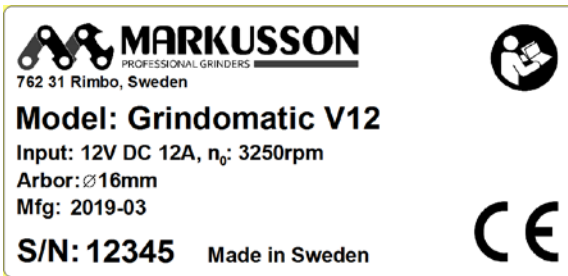 MARKUSSON
PROFESSIONAL GRINDERS
762 31 Rimbo, Sweden
Model: Grindomatic V12
Input: 12V DC 12A, n₀: 3250rpm
Arbor:⌀16mm
Mfg: 2019-03
S/N: 12345 Made in Sweden
CE